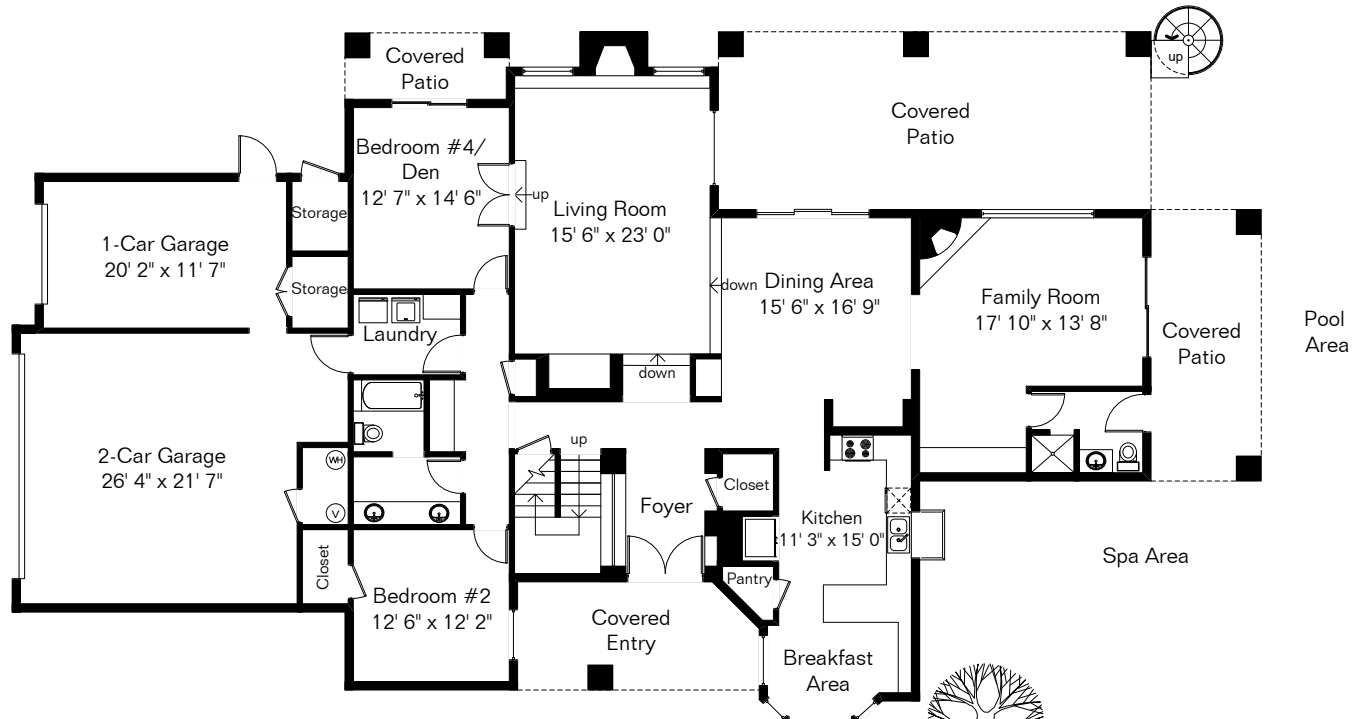 Covered
Patio
up
Covered
Patio
Bedroom #4/
Den
12' 7" x 14' 6"
up
Storage
Living Room
15' 6" x 23' 0"
1-Car Garage
20' 2" x 11' 7"
Storage
down
Dining Area
15' 6" x 16' 9"
Family Room
17' 10" x 13' 8"
Covered
Patio
Pool
Area
Laundry
down
up
2-Car Garage
26' 4" x 21' 7"
WH
V
Closet
Foyer
Kitchen
11' 3" x 15' 0"
Spa Area
Closet
Pantry
Bedroom #2
12' 6" x 12' 2"
Covered
Entry
Breakfast
Area